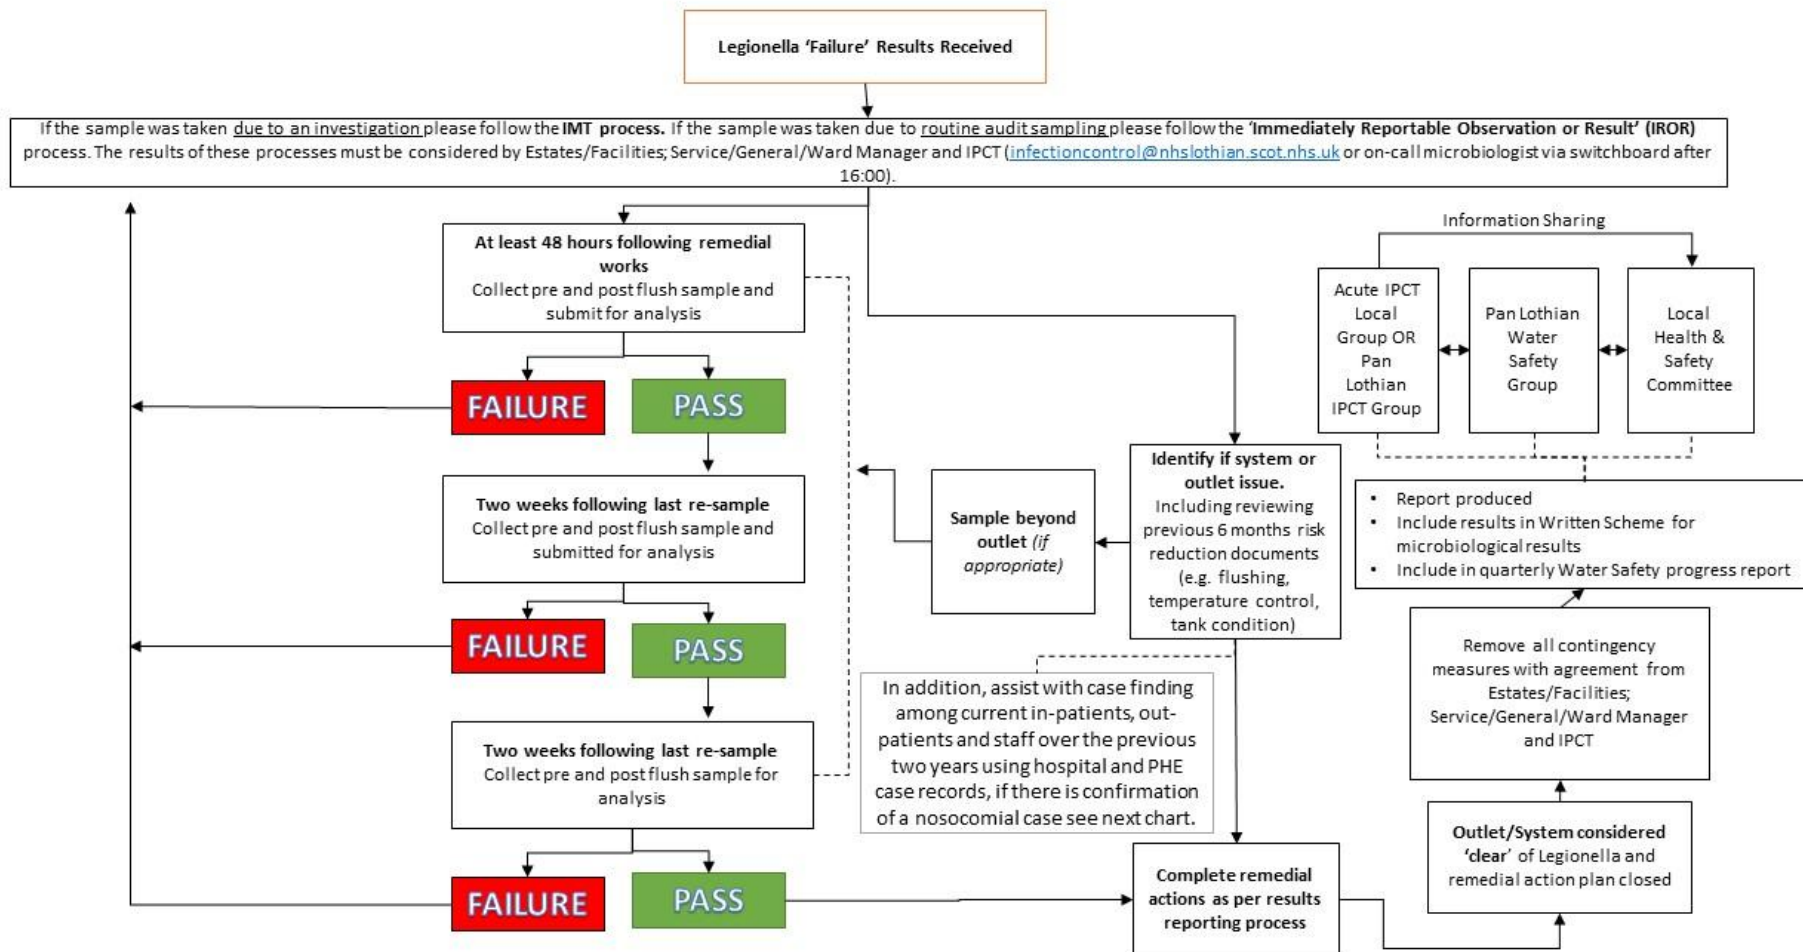 Legionella ‘Failure’ Results Received
If the sample was taken due to an investigation please follow the IMT process. If the sample was taken due to routine audit sampling please follow the ‘Immediately Reportable Observation or Result’ (IROR)
process. The results of these processes must be considered by Estates/Facilities; Service/General/Ward Manager and IPCT (infectioncontrol@nhslothian.scot.nhs.uk or on-call microbiologist via switchboard after
16:00).
At least 48 hours following remedial
works
Collect pre and post flush sample and
submit for analysis
FAILURE
PASS
Two weeks following last re-sample
Collect pre and post flush sample and
submitted for analysis
FAILURE
PASS
Two weeks following last re-sample
Collect pre and post flush sample for
analysis
FAILURE
PASS
Sample beyond
outlet (if
appropriate)
Identify if system or
outlet issue.
Including reviewing
previous 6 months risk
reduction documents
(e.g. flushing,
temperature control,
tank condition)
In addition, assist with case finding
among current in-patients, out-
patients and staff over the previous
two years using hospital and PHE
case records, if there is confirmation
of a nosocomial case see next chart.
Complete remedial
actions as per results
reporting process
Information Sharing
Acute IPCT
Local
Group OR
Pan
Lothian
IPCT Group
Pan Lothian
Water
Safety
Group
Local
Health &
Safety
Committee
• Report produced
• Include results in Written Scheme for
microbiological results
• Include in quarterly Water Safety progress report
Remove all contingency
measures with agreement from
Estates/Facilities;
Service/General/Ward Manager
and IPCT
Outlet/System considered
‘clear’ of Legionella and
remedial action plan closed